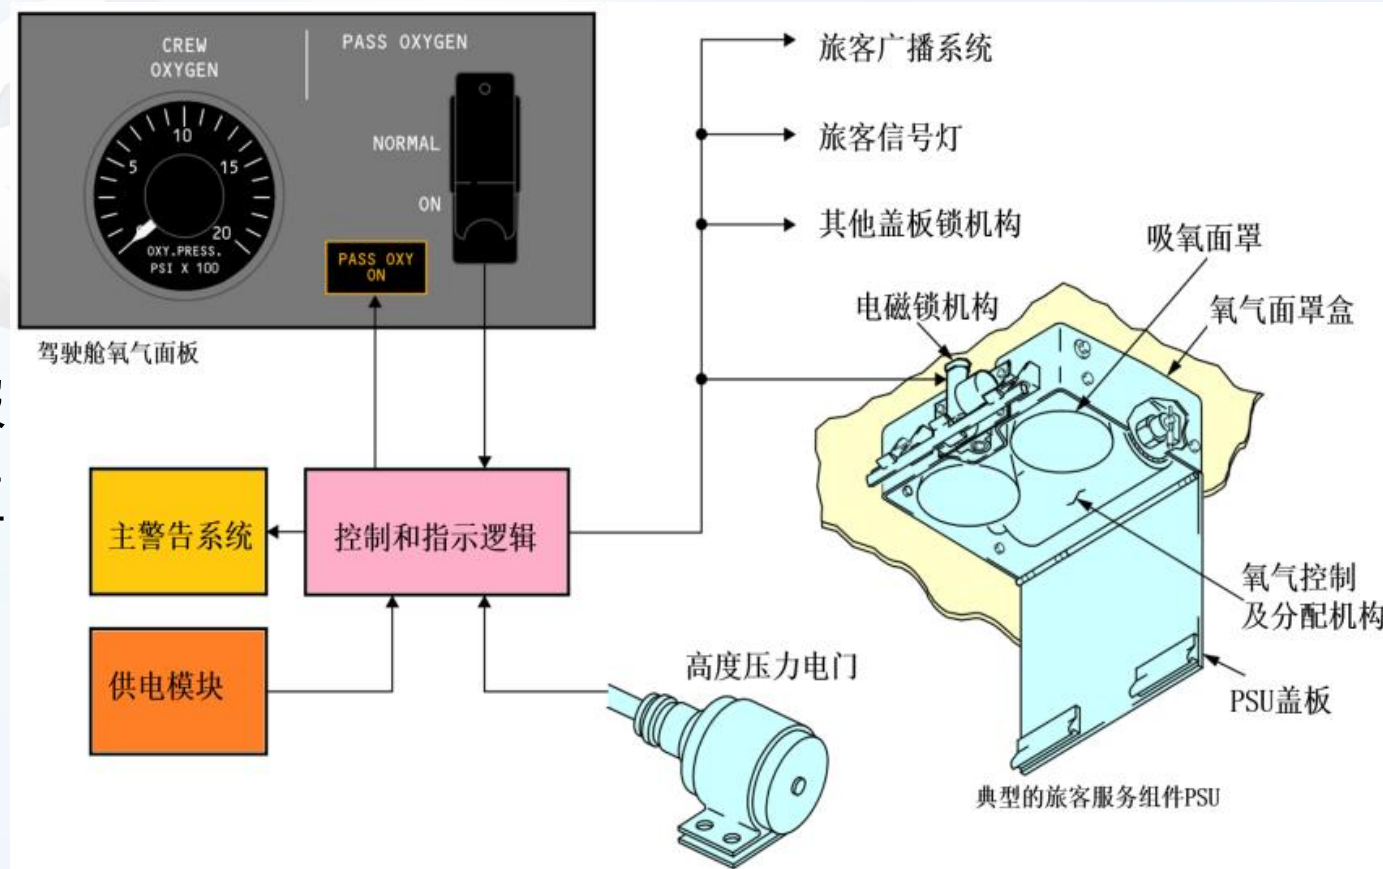 CREW
OXYGEN
PASS OXYGEN
10
5
15
20
OXY.PRESS.
PSI X 100
NORMAL
ON
PASS OXY
ON
驾驶舱氧气面板
旅客广播系统
旅客信号灯
其他盖板锁机构
吸氧面罩
电磁锁机构
氧气面罩盒
主警告系统
控制和指示逻辑
供电模块
高度压力电门
氧气控制
及分配机构
PSU盖板
典型的旅客服务组件PSU